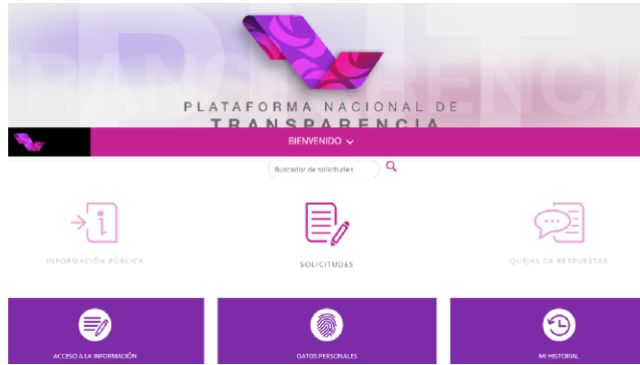 PLATAFORMA NACIONAL DE
TRANSPARENCIA
BIENVENIDO
Buscador de solicitudes
INFORMACIÓN PÚBLICA
SOLICITUDES
QUEJAS DE RESPUESTAS
ACCESO A LA INFORMACIÓN
DATOS PERSONALES
MI HISTORIAL